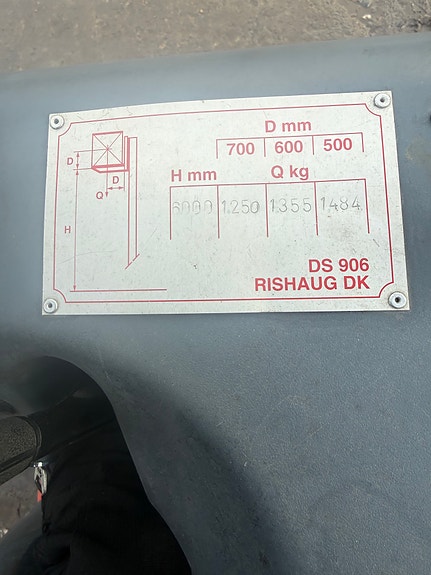 D mm
700 600 500
H mm Q kg
6000 1250 1355 1484
D
D
Q
H
DS 906
RISHAUG DK